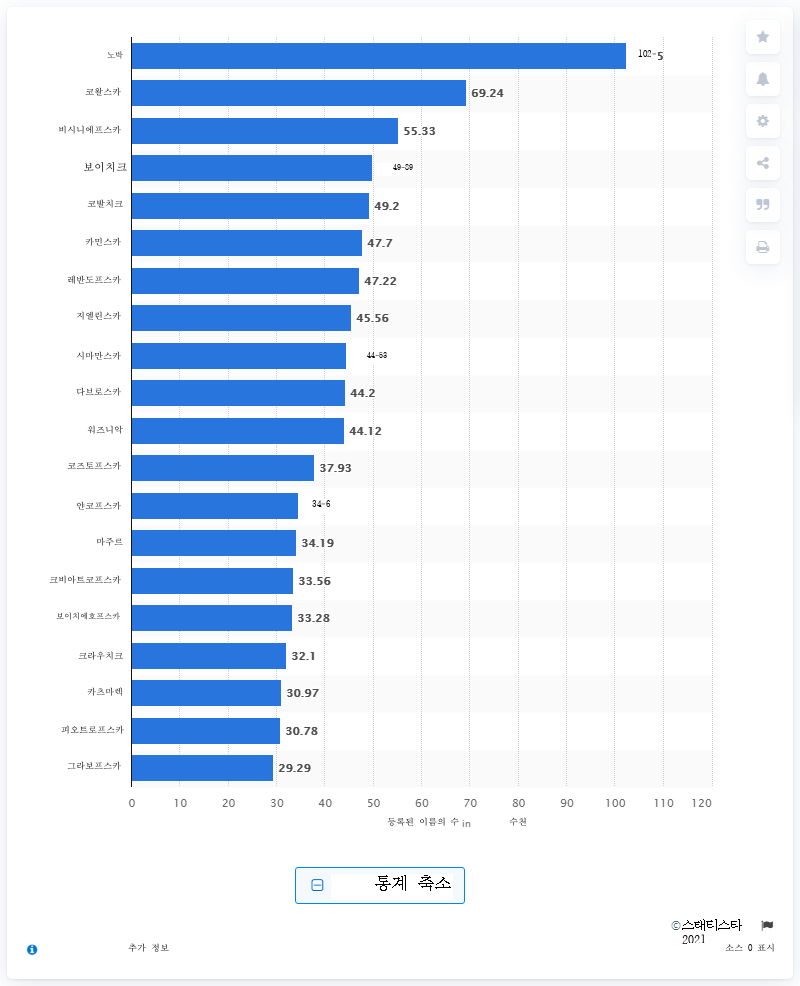 노박 102-5
코왈스카 69.24
비시니에프스카 55.33
보이치크 49-89
코발치크 49.2
카민스카 47.7
레반도프스카 47.22
지엘린스카 45.56
시마만스카 44-53
다브로스카 44.2
워즈니악 44.12
코즈토프스카 37.93
얀코프스카 34-6
마주르 34.19
크비아트코프스카 33.56
보이치에호프스카 33.28
크라우치크 32.1
카츠마렉 30.97
피오트로프스카 30.78
그라보프스카 29.29
0 10 20 30 40 50 60 70 80 90 100 110 120
등록된 이름의 수 in 수천
통계 축소
©스태티스타
2021
추가 정보 소스 0 표시